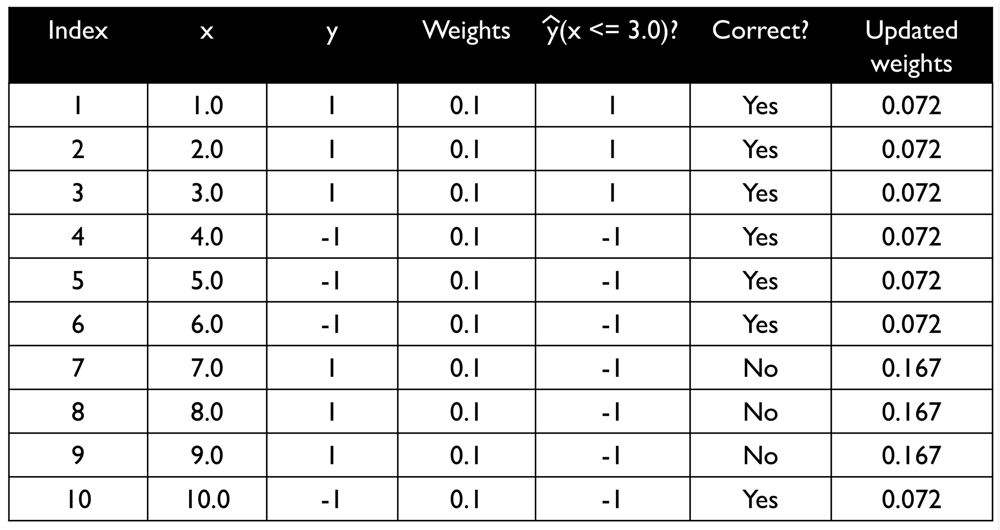 Index x y Weights ŷ(x <= 3.0)? Correct? Updated weights
1 1.0 1 0.1 1 Yes 0.072
2 2.0 1 0.1 1 Yes 0.072
3 3.0 1 0.1 1 Yes 0.072
4 4.0 -1 0.1 -1 Yes 0.072
5 5.0 -1 0.1 -1 Yes 0.072
6 6.0 -1 0.1 -1 Yes 0.072
7 7.0 1 0.1 -1 No 0.167
8 8.0 1 0.1 -1 No 0.167
9 9.0 1 0.1 -1 No 0.167
10 10.0 -1 0.1 -1 Yes 0.072